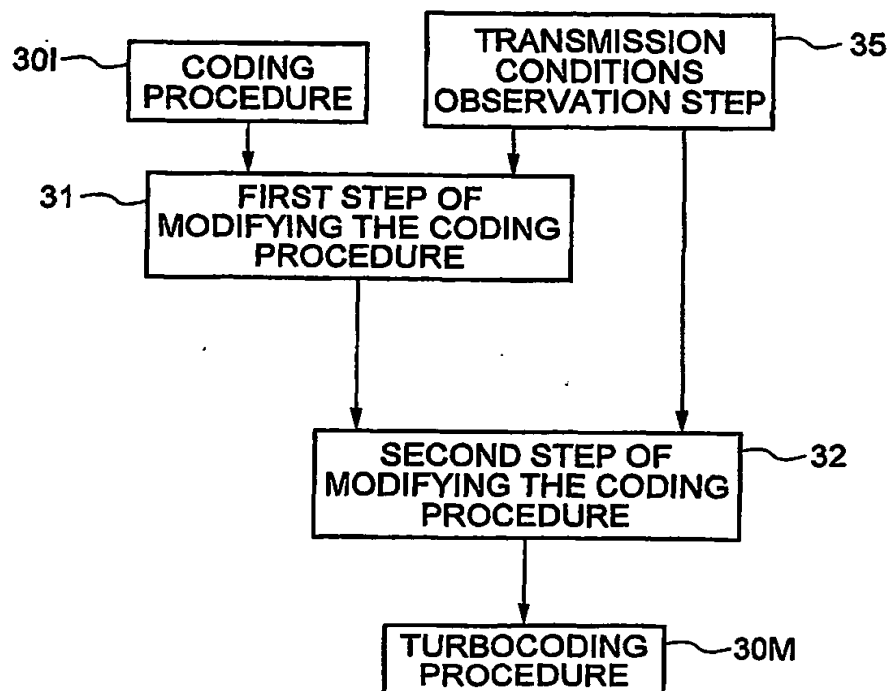 30I
CODING
PROCEDURE
TRANSMISSION
CONDITIONS
OBSERVATION STEP
35
31
FIRST STEP OF
MODIFYING THE CODING
PROCEDURE
SECOND STEP OF
MODIFYING THE CODING
PROCEDURE
32
TURBOCODING
PROCEDURE
30M